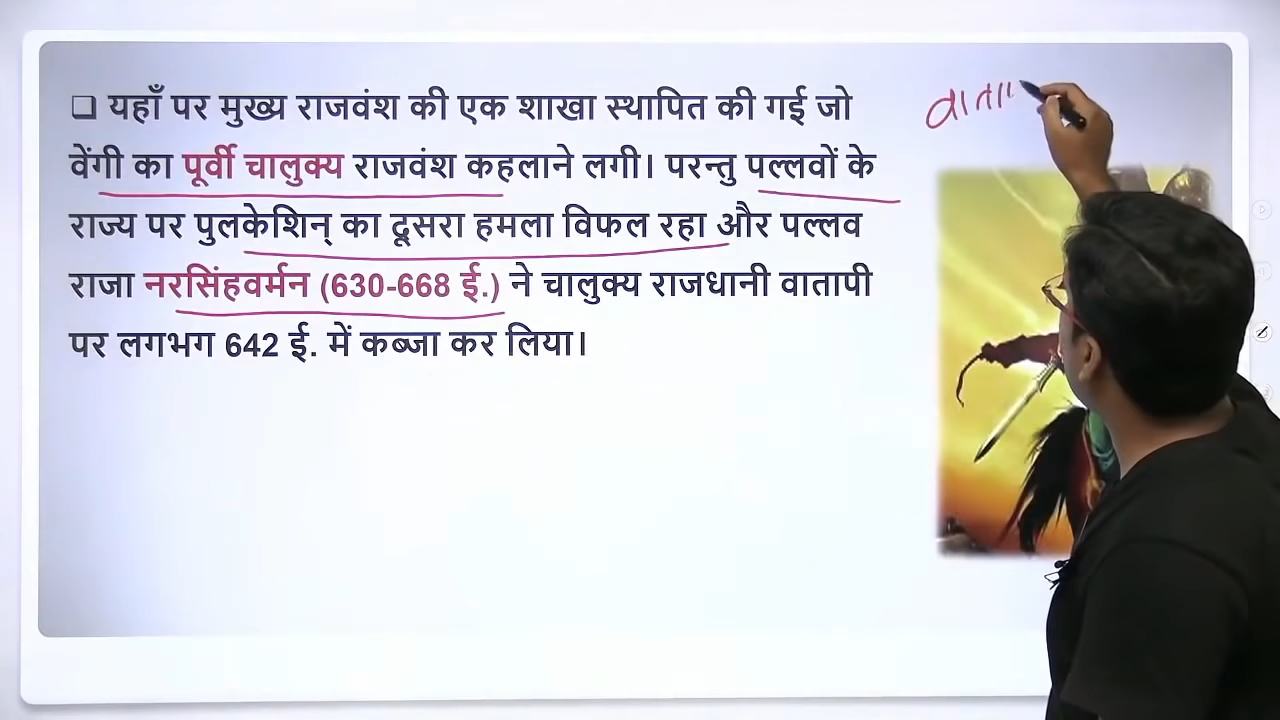 ❑ यहाँ पर मुख्य राजवंश की एक शाखा स्थापित की गई जो
वेंगी का पूर्वी चालुक्य राजवंश कहलाने लगी। परन्तु पल्लवों के
राज्य पर पुलकेशिन् का दूसरा हमला विफल रहा और पल्लव
राजा नरसिंहवर्मन (630-668 ई.) ने चालुक्य राजधानी वातापी
पर लगभग 642 ई. में कब्जा कर लिया।